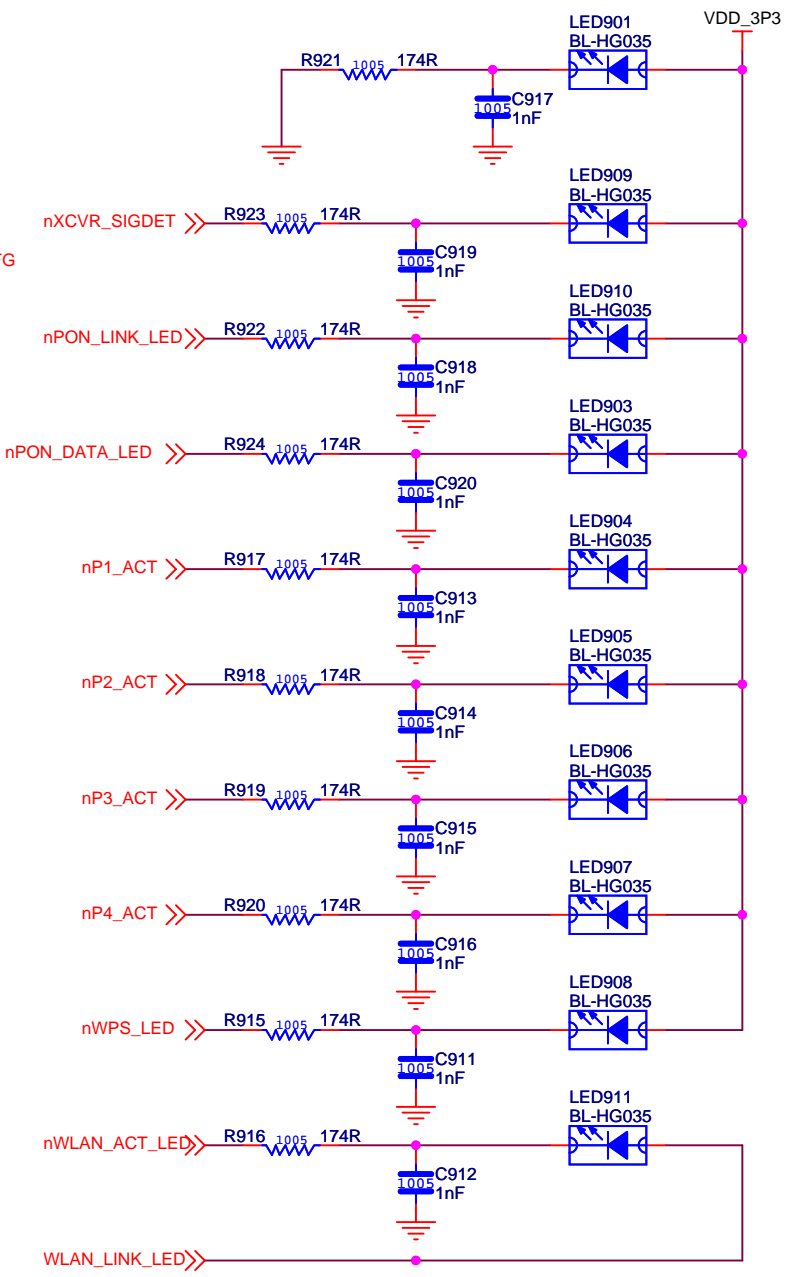 LED901
VDD_3P3
BL-HG035
R921 1005 174R
C917
1005
1nF
LED909
BL-HG035
nXCVR_SIGDET R923 1005 174R
C919
1005
1nF
LED910
BL-HG035
nPON_LINK_LED R922 1005 174R
C918
1005
1nF
LED903
BL-HG035
nPON_DATA_LED R924 1005 174R
C920
1005
1nF
LED904
BL-HG035
nP1_ACT R917 1005 174R
C913
1005
1nF
LED905
BL-HG035
nP2_ACT R918 1005 174R
C914
1005
1nF
LED906
BL-HG035
nP3_ACT R919 1005 174R
C915
1005
1nF
LED907
BL-HG035
nP4_ACT R920 1005 174R
C916
1005
1nF
LED908
BL-HG035
nWPS_LED R915 1005 174R
C911
1005
1nF
LED911
BL-HG035
nWLAN_ACT_LED R916 1005 174R
C912
1005
1nF
WLAN_LINK_LED